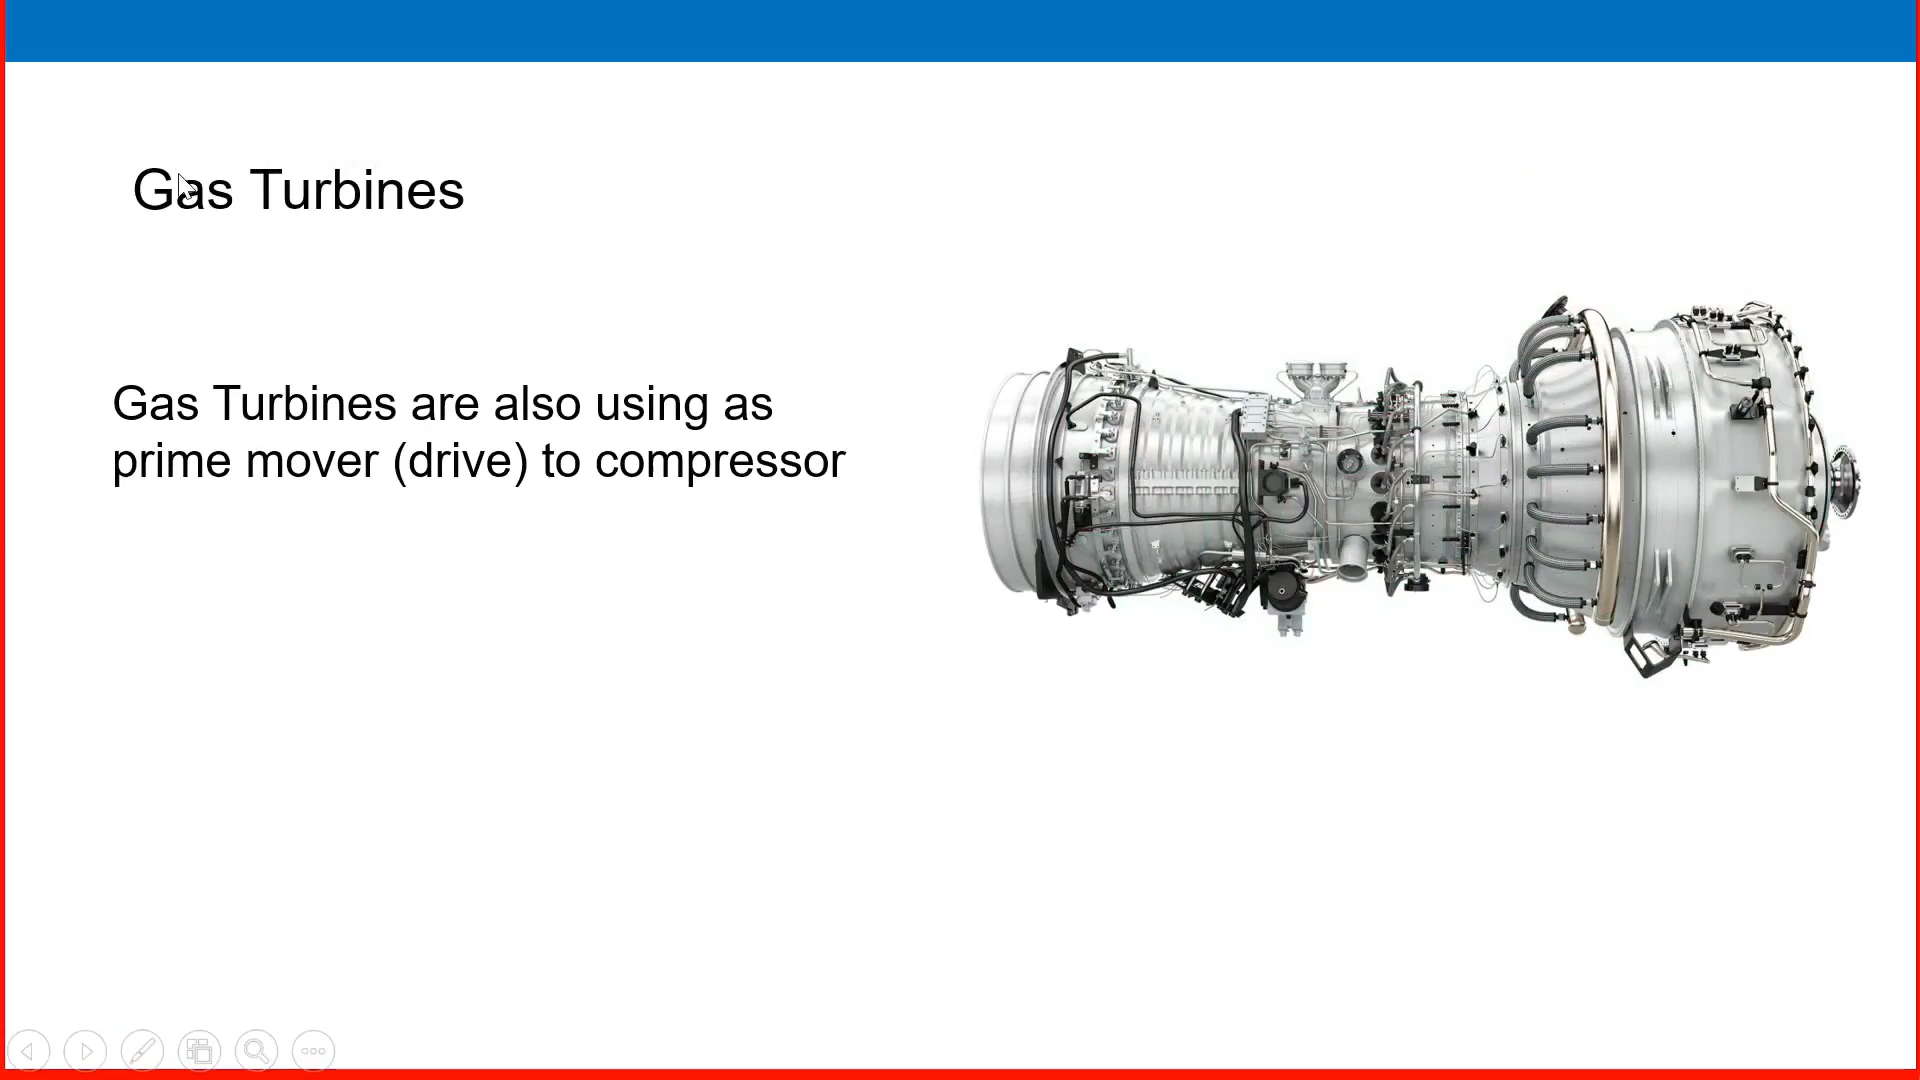 Gas Turbines
Gas Turbines are also using as
prime mover (drive) to compressor